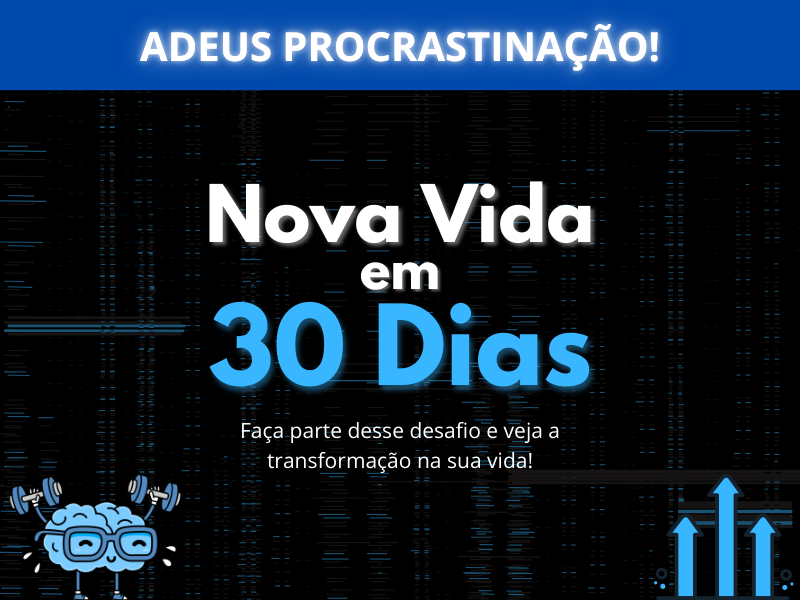 ADEUS PROCRASTINAÇÃO!
Nova Vida
em
30 Dias
Faça parte desse desafio e veja a
transformação na sua vida!